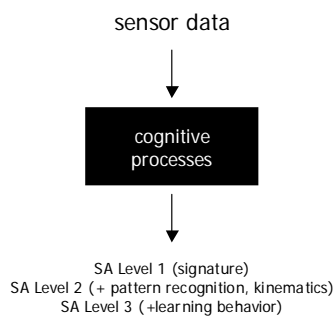 sensor data
cognitive
processes
SA Level 1 (signature)
SA Level 2 (+ pattern recognition, kinematics)
SA Level 3 (+learning behavior)